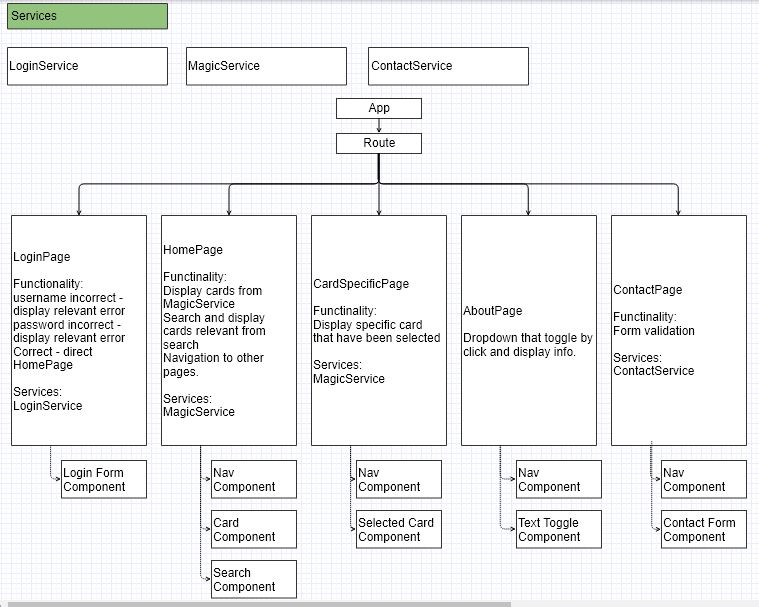 Services
LoginService
MagicService
ContactService
App
Route
LoginPage
Functionality:
username incorrect -
display relevant error
password incorrect -
display relevant error
Correct - direct
HomePage
Services:
LoginService
HomePage
Functinality:
Display cards from
MagicService
Search and display
cards relevant from
search
Navigation to other
pages.
Services:
MagicService
CardSpecificPage
Functinality:
Display specific card
that have been selected
Services:
MagicService
AboutPage
Dropdown that toggle by
click and display info.
ContactPage
Functinality:
Form validation
Services:
ContactService
Login Form
Component
Nav
Component
Card
Component
Search
Component
Nav
Component
Selected Card
Component
Nav
Component
Text Toggle
Component
Nav
Component
Contact Form
Component